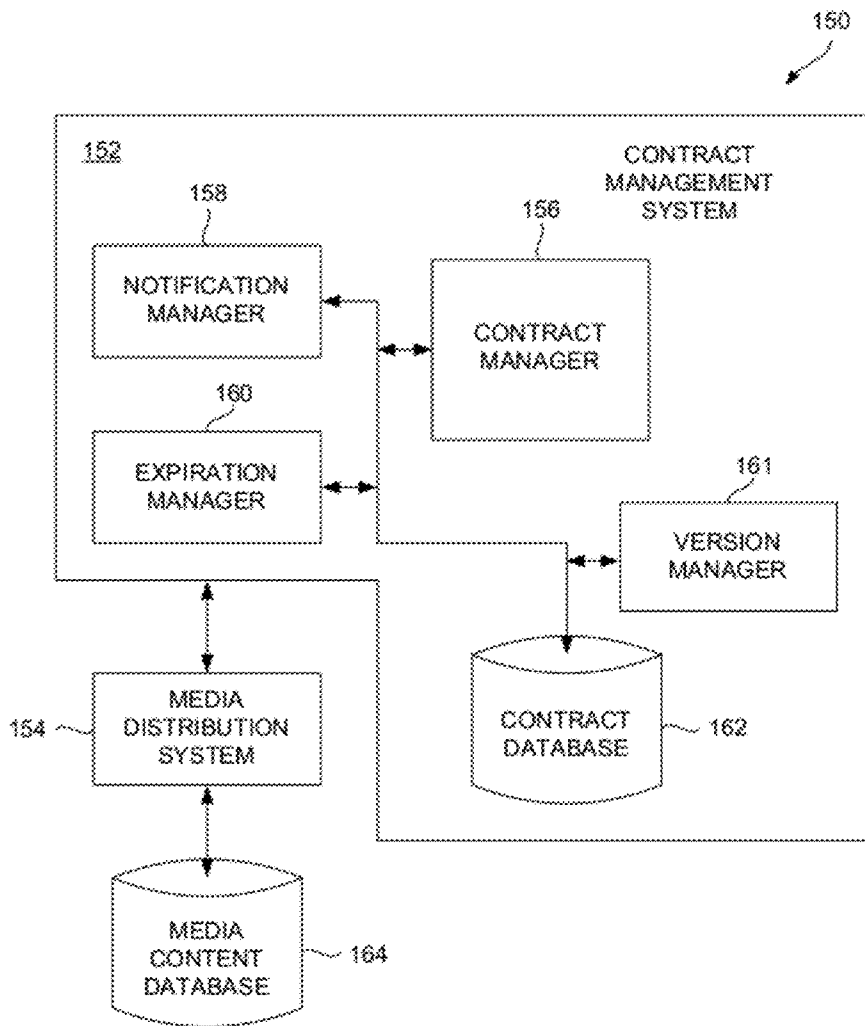 150
152
CONTRACT
MANAGEMENT
SYSTEM
158
156
NOTIFICATION
MANAGER
CONTRACT
MANAGER
160
EXPIRATION
MANAGER
161
VERSION
MANAGER
MEDIA
DISTRIBUTION
SYSTEM
154
CONTRACT
DATABASE
162
MEDIA
CONTENT
DATABASE
164